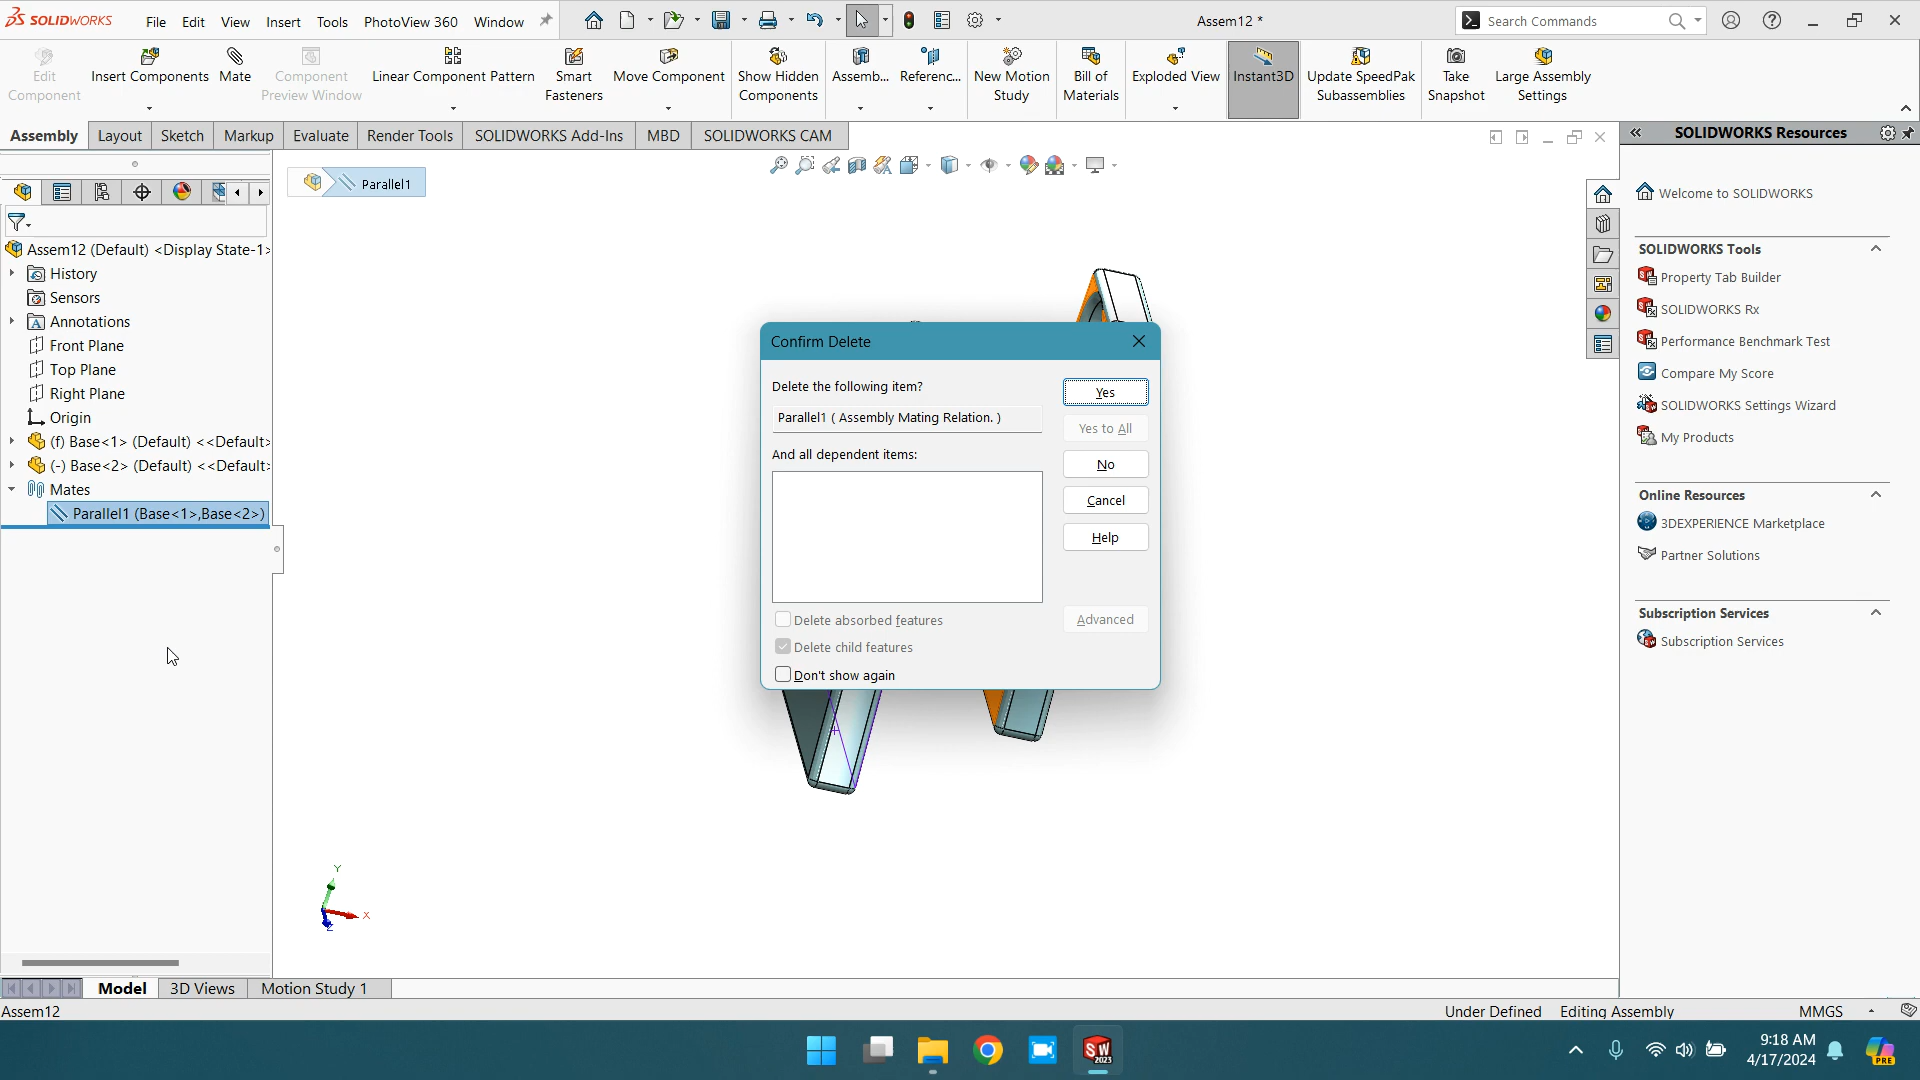 SOLIDWORKS File Edit View Insert Tools PhotoView 360 Window Assem12 * Search Commands
Edit Component
Insert Components
Mate
Component Preview Window
Linear Component Pattern
Smart Fasteners
Move Component
Show Hidden Components
Assemb...
Referenc...
New Motion Study
Bill of Materials
Exploded View
Instant3D
Update SpeedPak Subassemblies
Take Snapshot
Large Assembly Settings
Assembly Layout Sketch Markup Evaluate Render Tools SOLIDWORKS Add-Ins MBD SOLIDWORKS CAM
Parallel1
Assem12 (Default) <Display State-1>
History
Sensors
Annotations
Front Plane
Top Plane
Right Plane
Origin
(f) Base<1> (Default) <<Default>
(-) Base<2> (Default) <<Default>
Mates
Parallel1 (Base<1>,Base<2>)
Confirm Delete
Delete the following item?
Parallel1 ( Assembly Mating Relation. )
And all dependent items:
Yes
Yes to All
No
Cancel
Help
Advanced
Delete absorbed features
Delete child features
Don't show again
Y
X
Z
SOLIDWORKS Resources
Welcome to SOLIDWORKS
SOLIDWORKS Tools
Property Tab Builder
SOLIDWORKS Rx
Performance Benchmark Test
Compare My Score
SOLIDWORKS Settings Wizard
My Products
Online Resources
3DEXPERIENCE Marketplace
Partner Solutions
Subscription Services
Subscription Services
Model 3D Views Motion Study 1
Assem12 Under Defined Editing Assembly MMGS
SW
2023
9:18 AM
4/17/2024
PRE